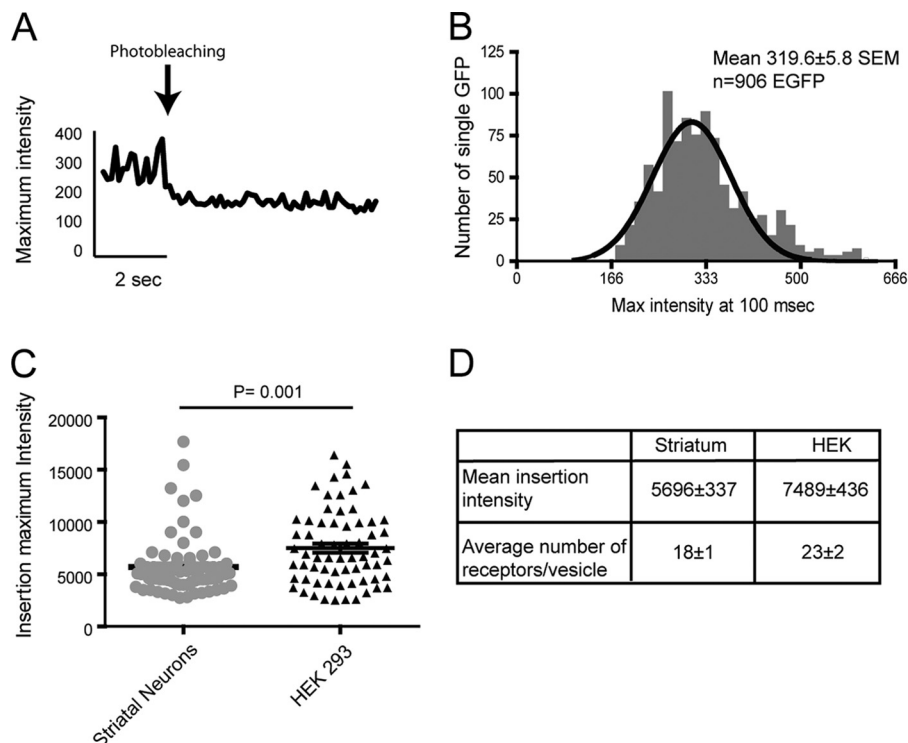 A
Photobleaching
Maximum intensity
400
300
200
100
0
2 sec
B
Mean 319.6±5.8 SEM
n=906 EGFP
Number of single GFP
125
100
75
50
25
0
0 166 333 500 666
Max intensity at 100 msec
C
P= 0.001
Insertion maximum Intensity
20000
15000
10000
5000
0
Striatal Neurons
HEK 293
D
Striatum HEK
Mean insertion
intensity
5696±337 7489±436
Average number of
receptors/vesicle
18±1 23±2